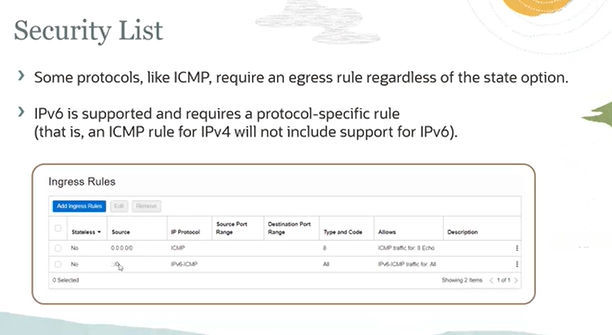 Security List
Some protocols, like ICMP, require an egress rule regardless of the state option.
IPv6 is supported and requires a protocol-specific rule
(that is, an ICMP rule for IPv4 will not include support for IPv6).
Ingress Rules
Add Ingress Rules Edit Remove
Stateless Source IP Protocol Source Port Range Destination Port Range Type and Code Allows Description
No 0.0.0.0/0 ICMP 8 ICMP traffic for: 8 Echo
No IPv6-ICMP All IPv6-ICMP traffic for: All
0 Selected Showing 2 Items < 1 of 1 >